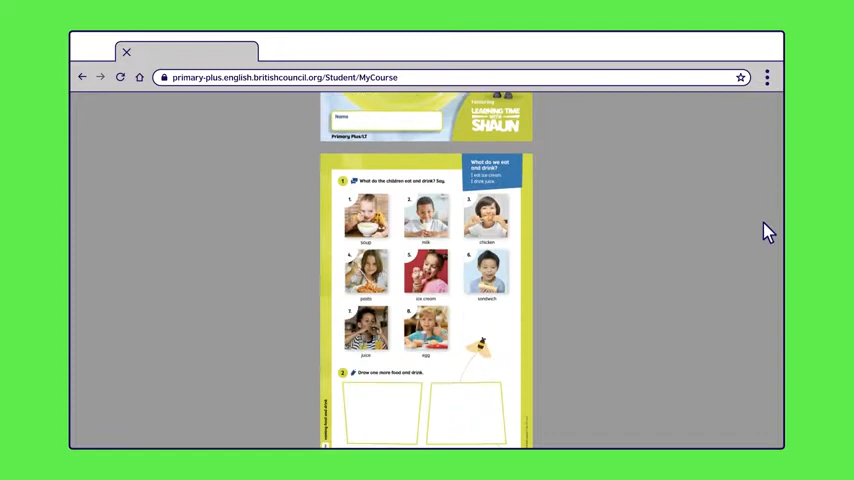 primary-plus.english.britishcouncil.org/Student/MyCourse
Name
Primary Plus/L7
Featuring
LEARNING TIME
WITH
SHAUN
What do we eat
and drink?
I eat ice cream.
I drink juice.
1 What do the children eat and drink? Say.
1. 2. 3.
soup milk chicken
4. 5. 6.
pasta ice cream sandwich
7. 8.
juice egg
2 Draw one more food and drink.